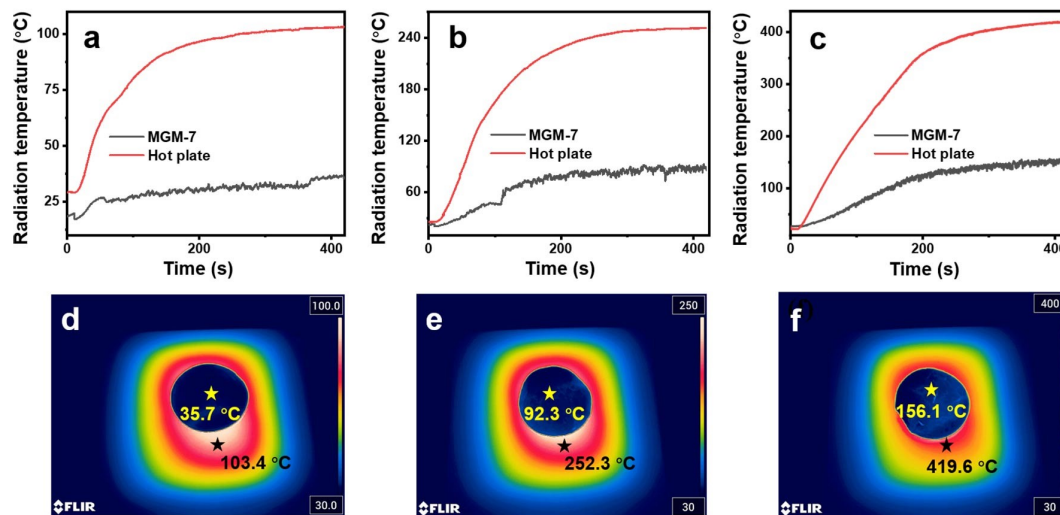 a
Radiation temperature (°C)
100
75
50
25
MGM-7
Hot plate
0
200
400
Time (s)
b
Radiation temperature (°C)
240
180
120
60
MGM-7
Hot plate
0
200
400
Time (s)
c
Radiation temperature (°C)
400
300
200
100
MGM-7
Hot plate
0
200
400
Time (s)
d
100.0
35.7 °C
103.4 °C
30.0
FLIR
e
250
92.3 °C
252.3 °C
30
FLIR
f
400
156.1 °C
419.6 °C
30
FLIR